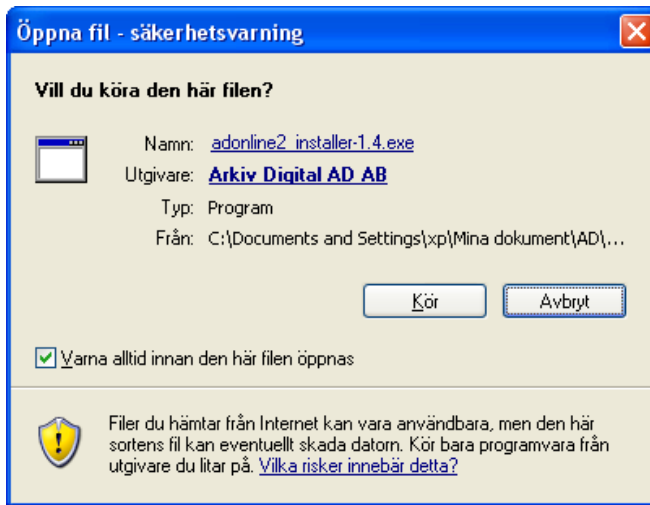 Öppna fil - säkerhetsvarning
Vill du köra den här filen?
Namn: adonline2_installer-1.4.exe
Utgivare: Arkiv Digital AD AB
Typ: Program
Från: C:\Documents and Settings\xp\Mina dokument\AD\...
Kör Avbryt
Varna alltid innan den här filen öppnas
Filer du hämtar från Internet kan vara användbara, men den här
sortens fil kan eventuellt skada datorn. Kör bara programvara från
utgivare du litar på. Vilka risker innebär detta?